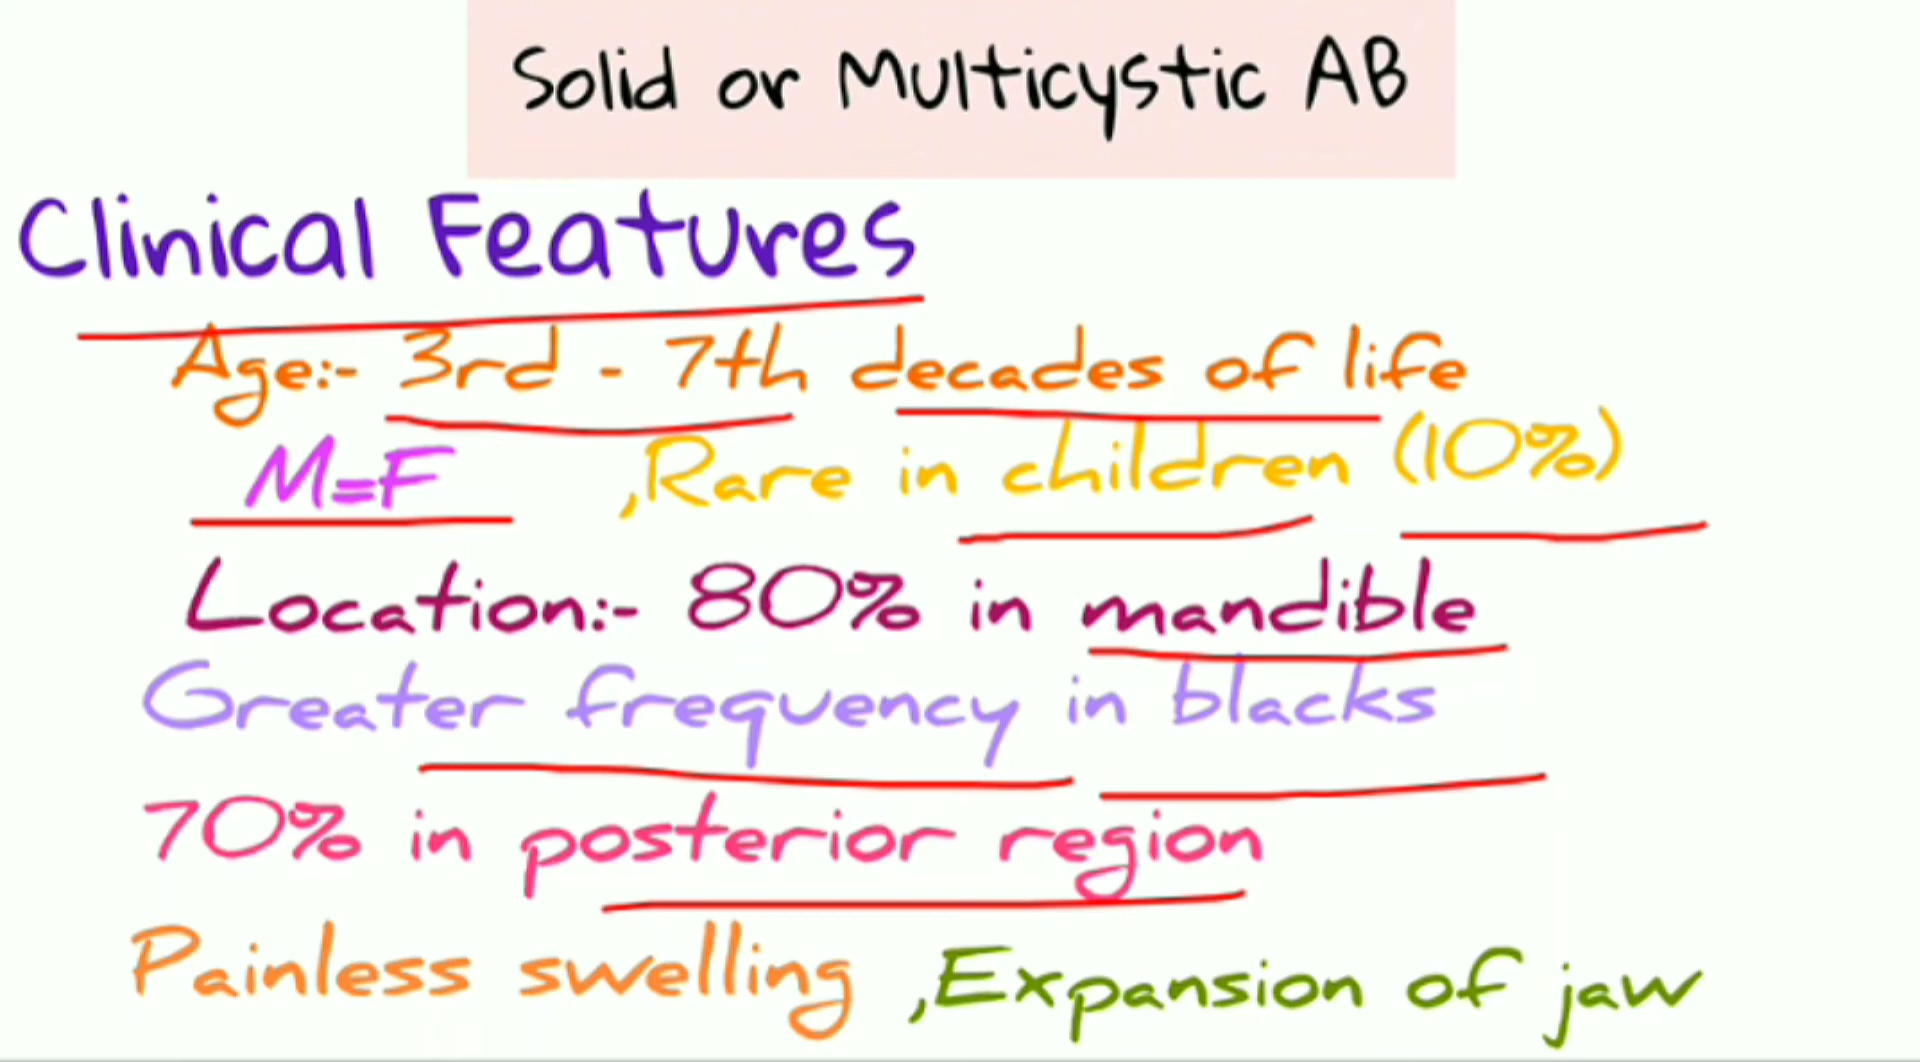 Solid or Multicystic AB
Clinical Features
Age:- 3rd - 7th decades of life
M=F ,Rare in children (10%)
Location:- 80% in mandible
Greater frequency in blacks
70% in posterior region
Painless swelling ,Expansion of jaw